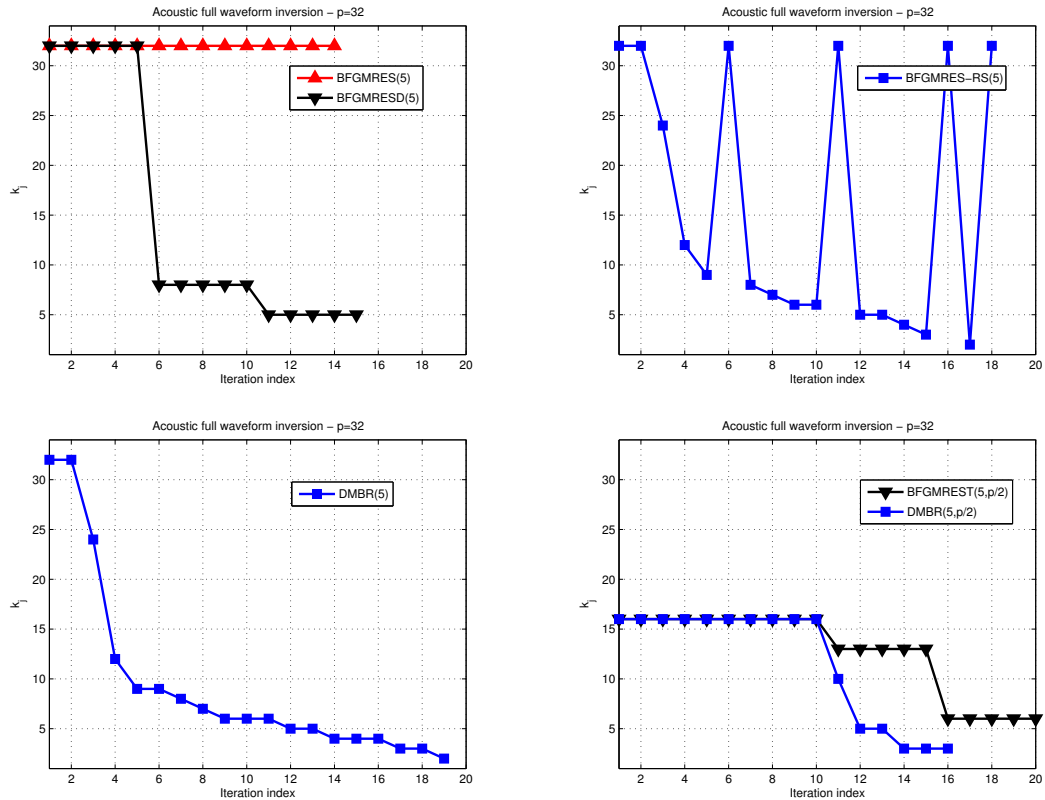 Acoustic full waveform inversion − p=32
k_j
30
25
20
15
10
5
BFGMRES(5)
BFGMRESD(5)
2 4 6 8 10 12 14 16 18 20
Iteration index
Acoustic full waveform inversion − p=32
k_j
30
25
20
15
10
5
BFGMRES−RS(5)
2 4 6 8 10 12 14 16 18 20
Iteration index
Acoustic full waveform inversion − p=32
k_j
30
25
20
15
10
5
DMBR(5)
2 4 6 8 10 12 14 16 18 20
Iteration index
Acoustic full waveform inversion − p=32
k_j
30
25
20
15
10
5
BFGMREST(5,p/2)
DMBR(5,p/2)
2 4 6 8 10 12 14 16 18 20
Iteration index